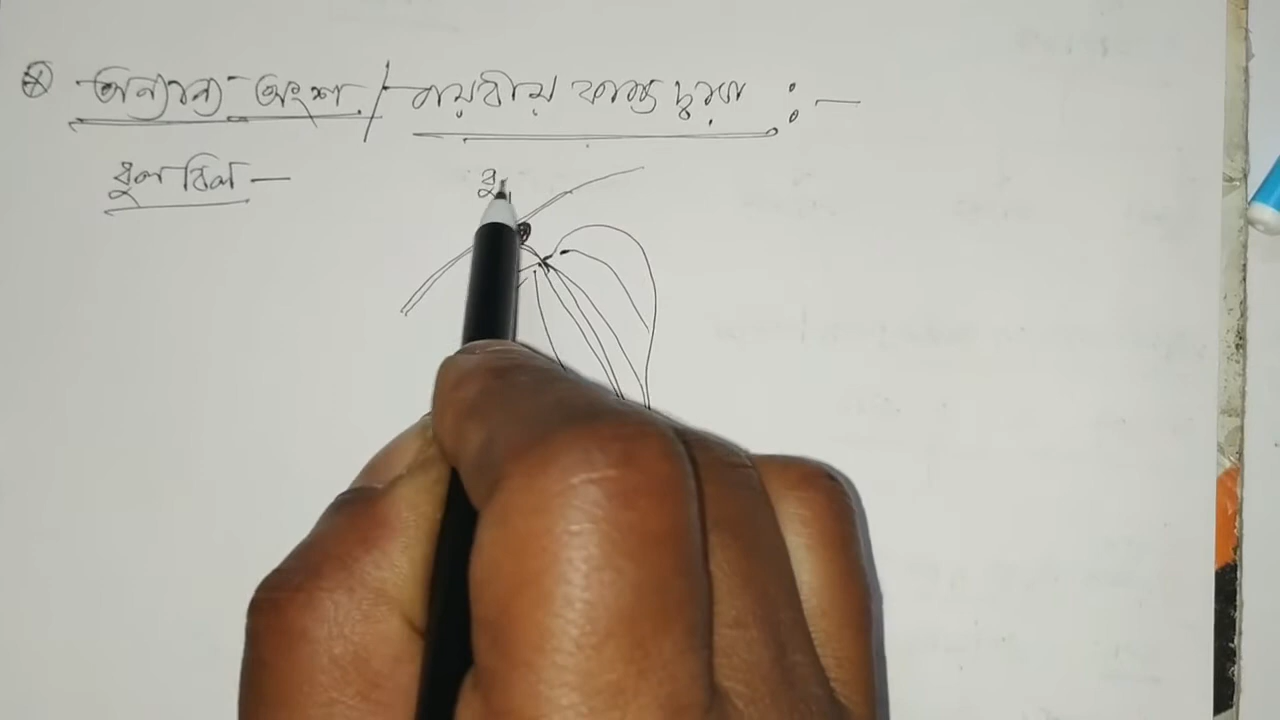 অন্যান্য অংশ / বায়বীয় কান্ড দ্বারা :—
বুলবিল —
বু